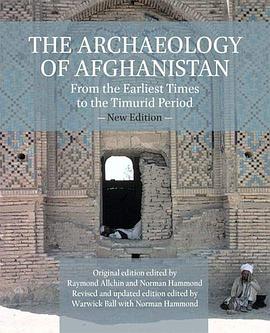 THE ARCHAEOLOGY
OF AFGHANISTAN
From the Earliest Times
to the Timurid Period
— New Edition —
Original edition edited by
Raymond Allchin and Norman Hammond
Revised and updated edition edited by
Warwick Ball with Norman Hammond